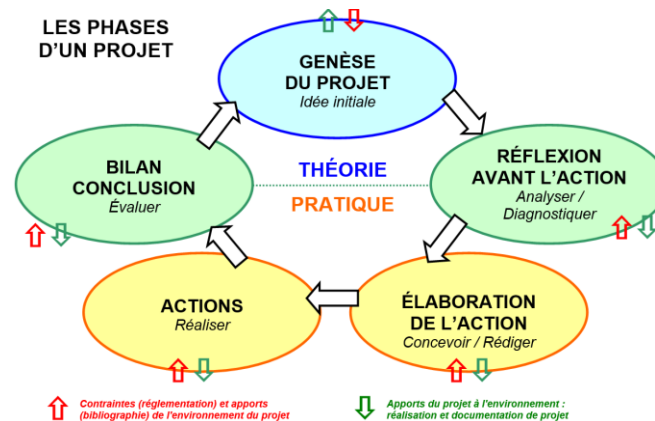 LES PHASES
D'UN PROJET
GENÈSE
DU PROJET
Idée initiale
BILAN
CONCLUSION
Évaluer
THÉORIE
PRATIQUE
RÉFLEXION
AVANT L'ACTION
Analyser /
Diagnostiquer
ACTIONS
Réaliser
ÉLABORATION
DE L'ACTION
Concevoir / Rédiger
Contraintes (réglementation) et apports
(bibliographie) de l'environnement du projet
Apports du projet à l'environnement :
réalisation et documentation de projet